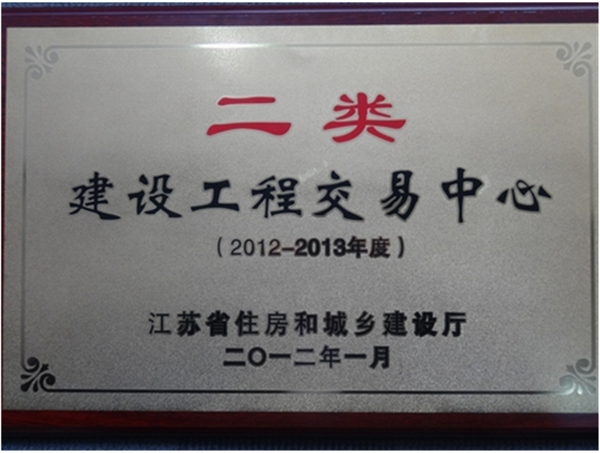 二类
建设工程交易中心
（2012-2013年度）
江苏省住房和城乡建设厅
二〇一二年一月